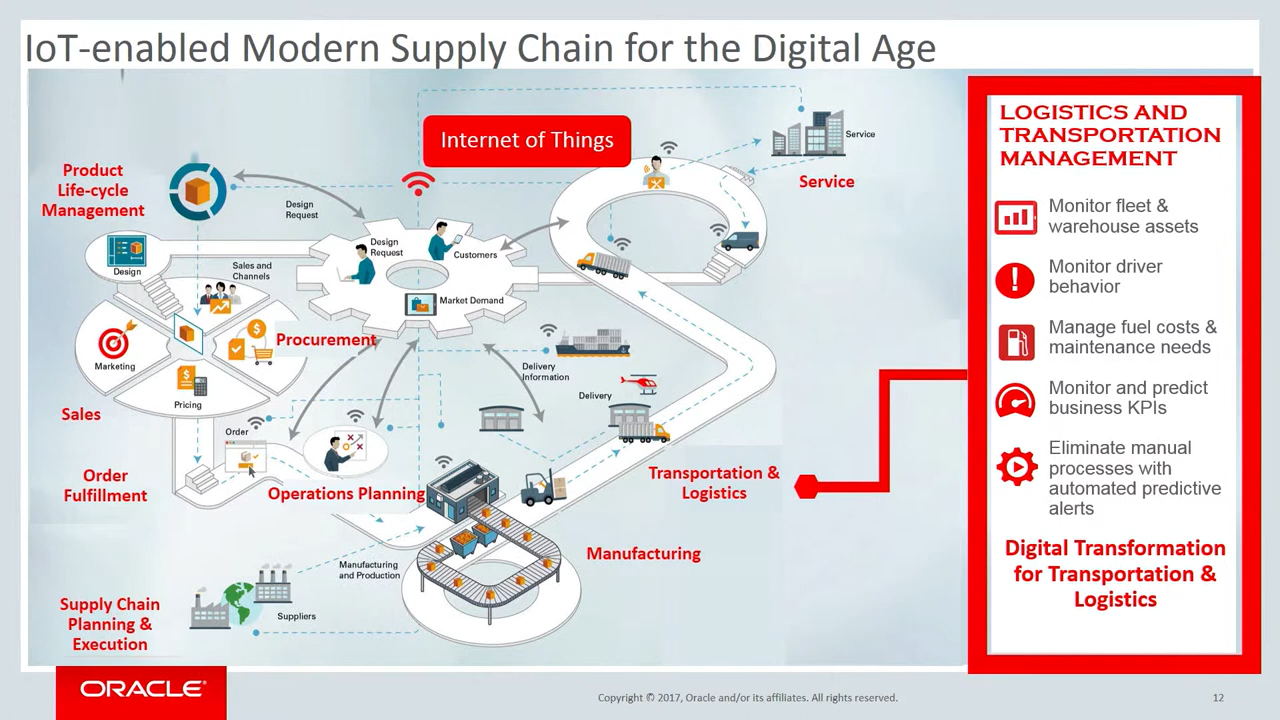 IoT-enabled Modern Supply Chain for the Digital Age
Internet of Things
Service
Service
Product
Life-cycle
Management
Design
Request
Design
Request
Customers
Market Demand
Design
Sales and
Channels
Marketing
Procurement
Pricing
Sales
Delivery
Information
Delivery
Order
Order
Fulfillment
Operations Planning
Transportation &
Logistics
Manufacturing
Manufacturing
and Production
Supply Chain
Planning &
Execution
Suppliers
LOGISTICS AND
TRANSPORTATION
MANAGEMENT
Monitor fleet &
warehouse assets
Monitor driver
behavior
Manage fuel costs &
maintenance needs
Monitor and predict
business KPIs
Eliminate manual
processes with
automated predictive
alerts
Digital Transformation
for Transportation &
Logistics
ORACLE®
Copyright © 2017, Oracle and/or its affiliates. All rights reserved.
12